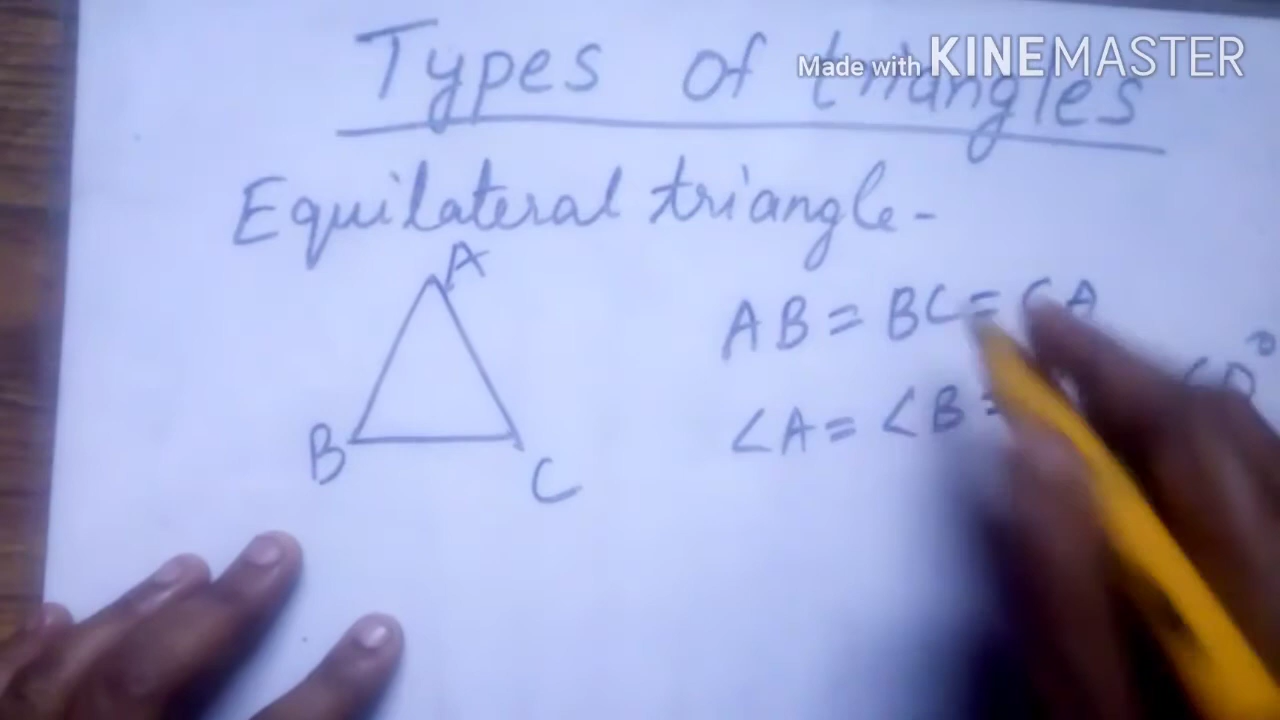 Made with KINEMASTER
Types of triangles
Equilateral triangle-
A
B
C
AB = BC = CA
∠A = ∠B =